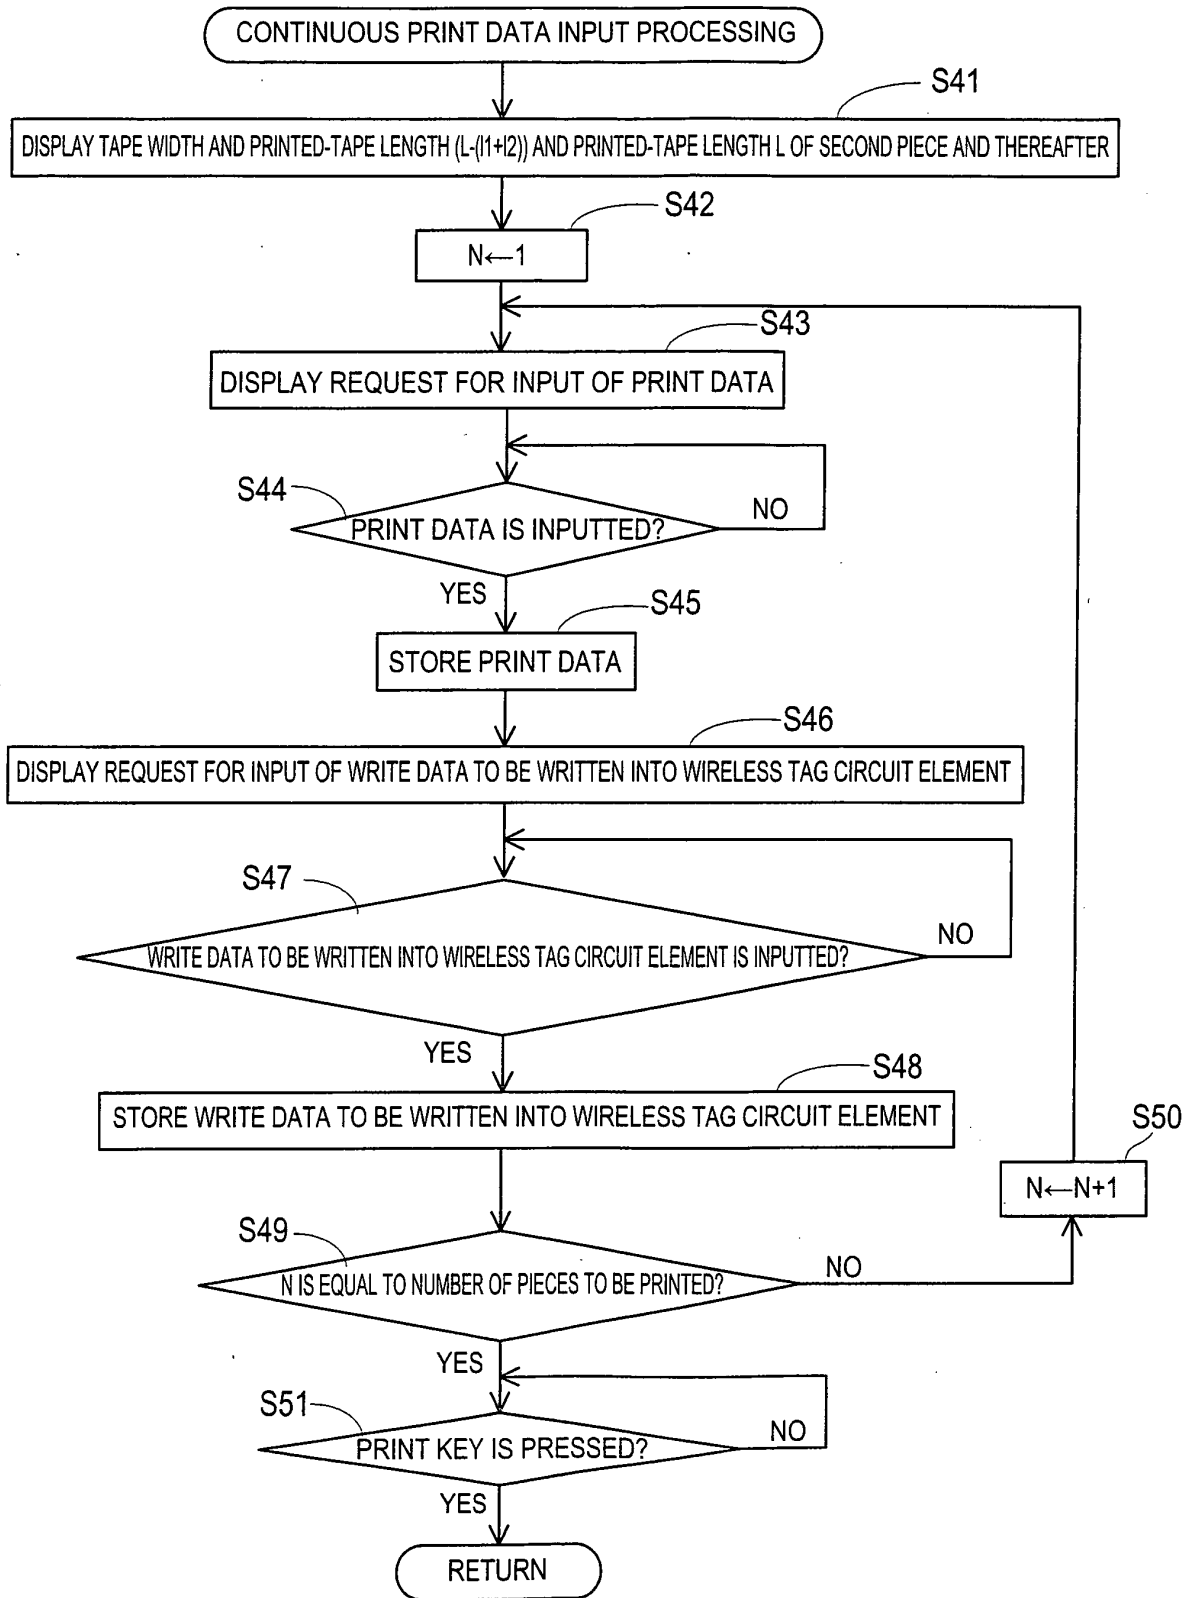 CONTINUOUS PRINT DATA INPUT PROCESSING
S41
DISPLAY TAPE WIDTH AND PRINTED-TAPE LENGTH (L-(l1+l2)) AND PRINTED-TAPE LENGTH L OF SECOND PIECE AND THEREAFTER
S42
N←1
S43
DISPLAY REQUEST FOR INPUT OF PRINT DATA
S44
PRINT DATA IS INPUTTED?
NO
YES
S45
STORE PRINT DATA
S46
DISPLAY REQUEST FOR INPUT OF WRITE DATA TO BE WRITTEN INTO WIRELESS TAG CIRCUIT ELEMENT
S47
WRITE DATA TO BE WRITTEN INTO WIRELESS TAG CIRCUIT ELEMENT IS INPUTTED?
NO
YES
S48
STORE WRITE DATA TO BE WRITTEN INTO WIRELESS TAG CIRCUIT ELEMENT
S50
N←N+1
S49
N IS EQUAL TO NUMBER OF PIECES TO BE PRINTED?
NO
YES
S51
PRINT KEY IS PRESSED?
NO
YES
RETURN